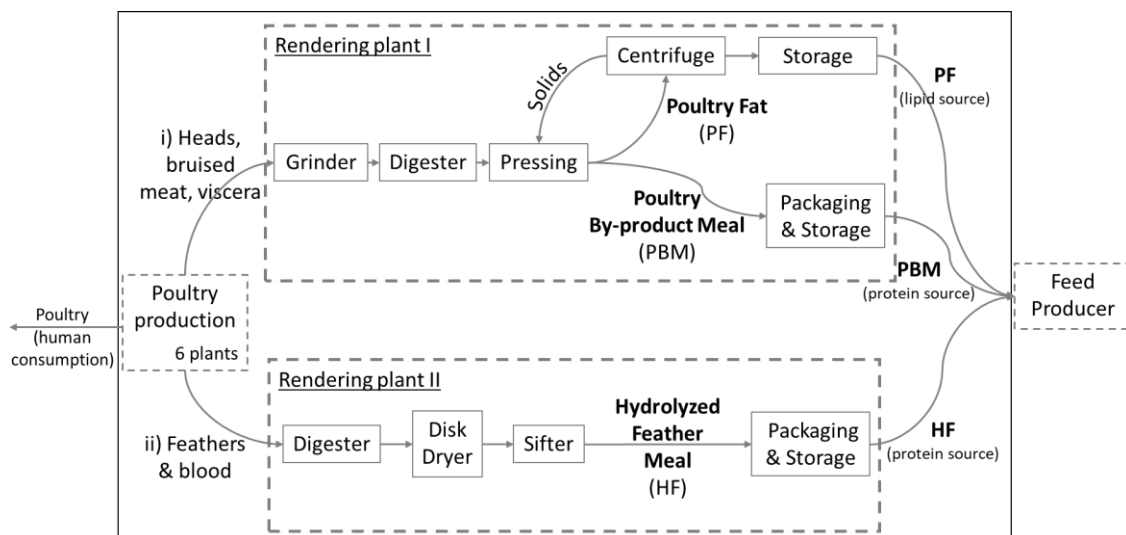 Rendering plant I
Centrifuge
Storage
Solids
Poultry Fat
(PF)
PF
(lipid source)
i) Heads,
bruised
meat, viscera
Grinder
Digester
Pressing
Poultry
By-product Meal
(PBM)
Packaging
& Storage
PBM
(protein source)
Feed
Producer
Poultry
production
6 plants
Poultry
(human
consumption)
Rendering plant II
ii) Feathers
& blood
Digester
Disk
Dryer
Sifter
Hydrolyzed
Feather
Meal
(HF)
Packaging
& Storage
HF
(protein source)